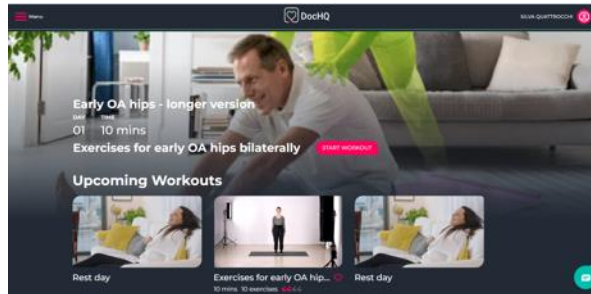 Menu
DocHQ
SILVA QUATTROCCHI
Early OA hips - longer version
DAY TIME
01 10 mins
Exercises for early OA hips bilaterally
START WORKOUT
Upcoming Workouts
Rest day
Exercises for early OA hip...
Rest day
10 mins 10 exercises